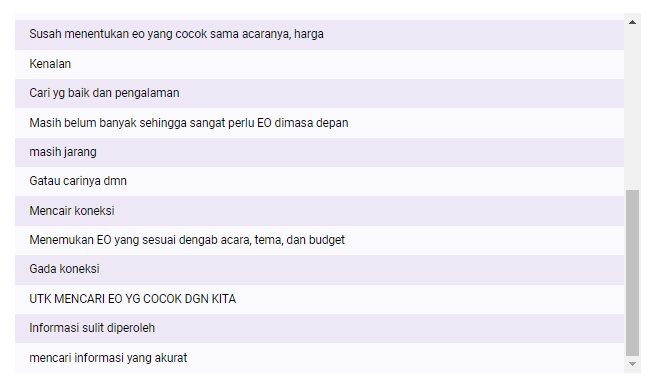 Susah menentukan eo yang cocok sama acaranya, harga
Kenalan
Cari yg baik dan pengalaman
Masih belum banyak sehingga sangat perlu EO dimasa depan
masih jarang
Gatau carinya dmn
Mencair koneksi
Menemukan EO yang sesuai dengab acara, tema, dan budget
Gada koneksi
UTK MENCARI EO YG COCOK DGN KITA
Informasi sulit diperoleh
mencari informasi yang akurat